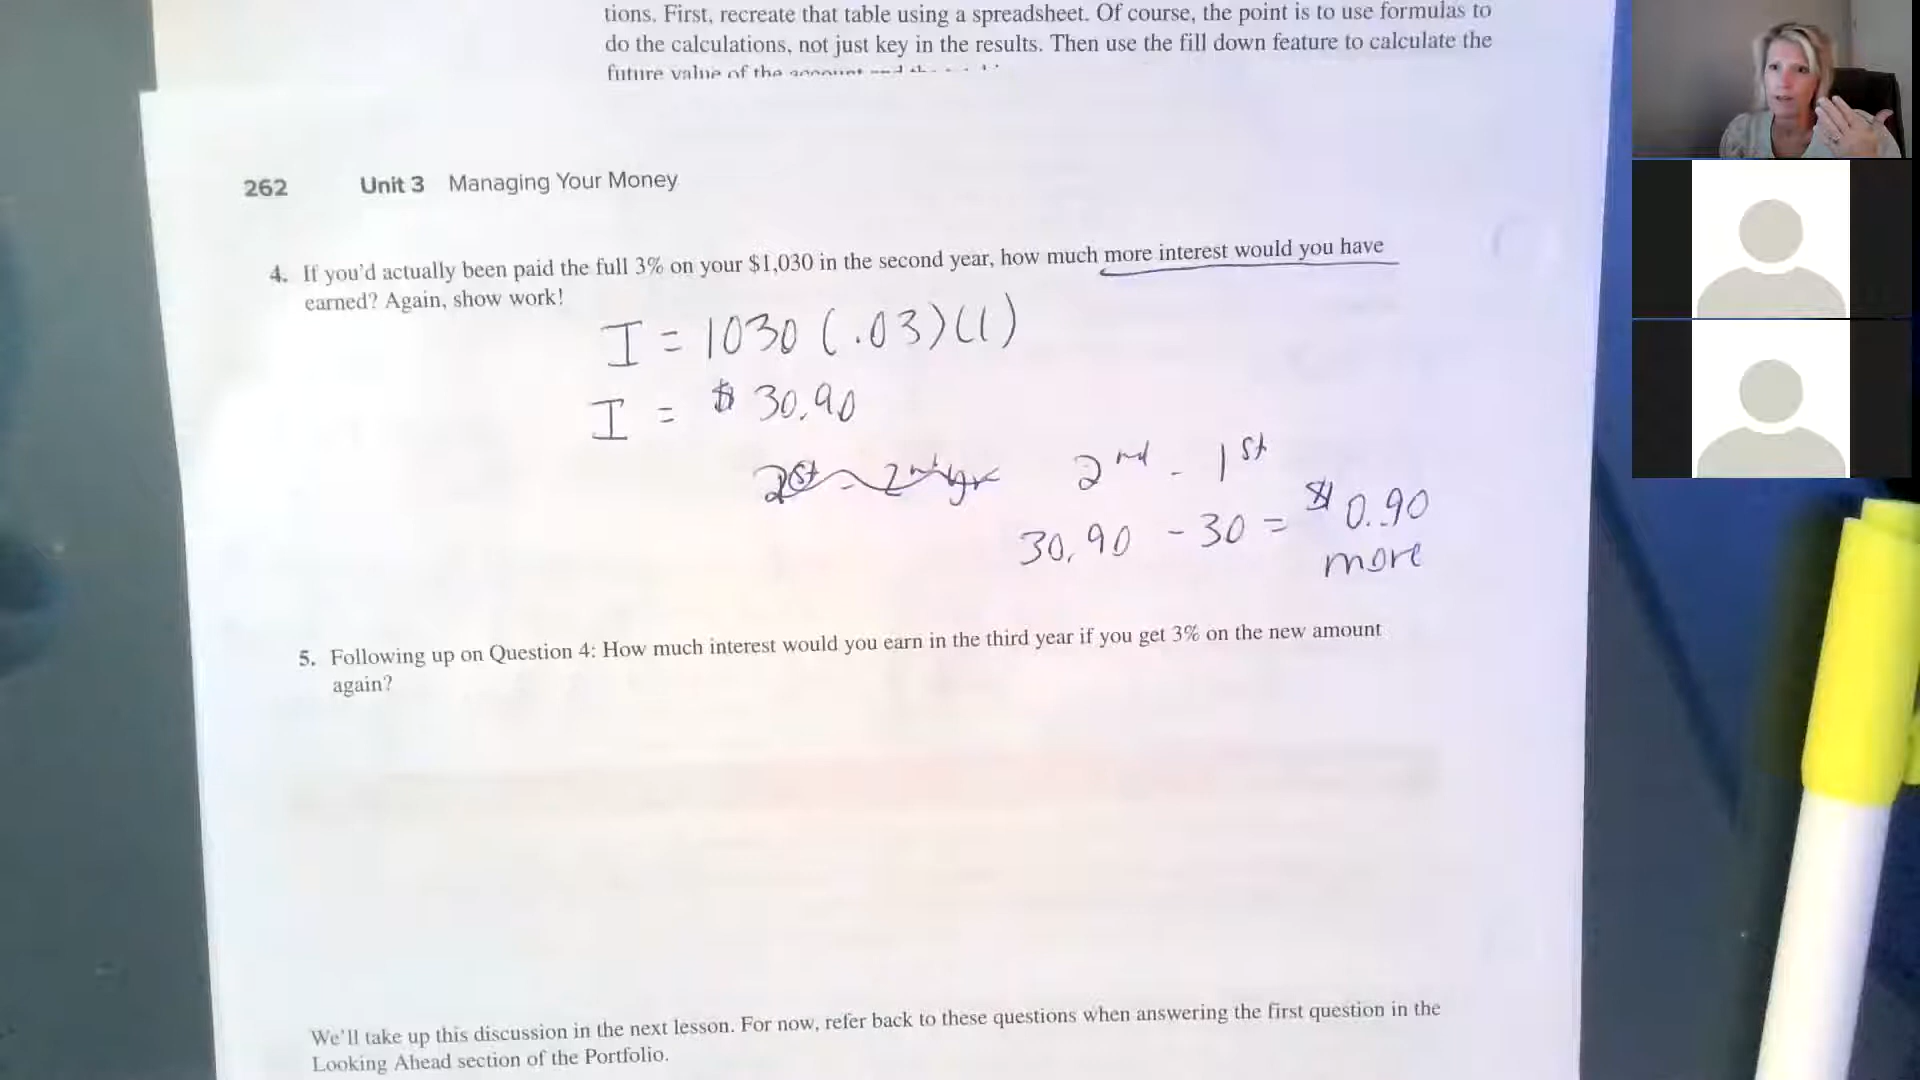 tions. First, recreate that table using a spreadsheet. Of course, the point is to use formulas to
do the calculations, not just key in the results. Then use the fill down feature to calculate the
future value of the account and
262 Unit 3 Managing Your Money
4. If you'd actually been paid the full 3% on your $1,030 in the second year, how much more interest would you have
earned? Again, show work!
I = 1030 (.03)(1)
I = $ 30.90
2nd - 1st
30.90 - 30 = $0.90
more
5. Following up on Question 4: How much interest would you earn in the third year if you get 3% on the new amount
again?
We'll take up this discussion in the next lesson. For now, refer back to these questions when answering the first question in the
Looking Ahead section of the Portfolio.